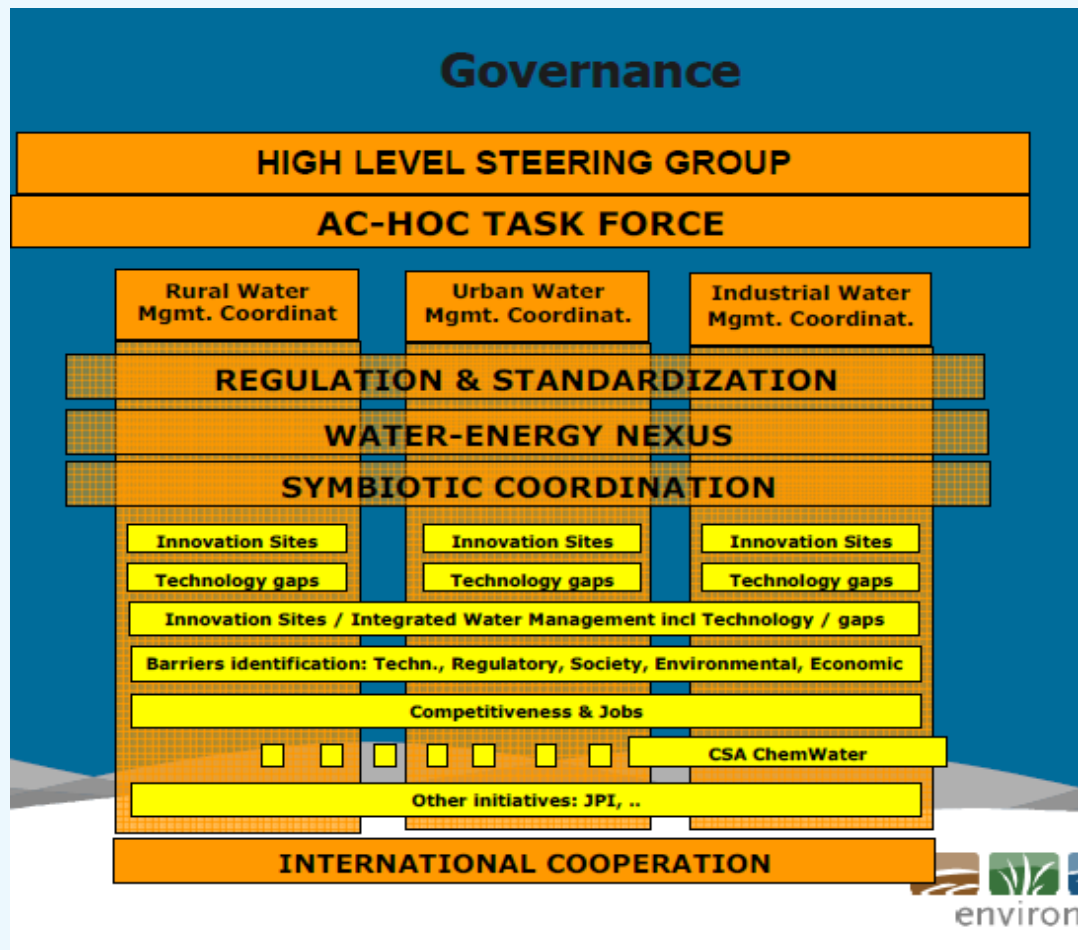 Governance
HIGH LEVEL STEERING GROUP
AC-HOC TASK FORCE
Rural Water
Mgmt. Coordinat
Urban Water
Mgmt. Coordinat.
Industrial Water
Mgmt. Coordinat.
REGULATION & STANDARDIZATION
WATER-ENERGY NEXUS
SYMBIOTIC COORDINATION
Innovation Sites
Innovation Sites
Innovation Sites
Technology gaps
Technology gaps
Technology gaps
Innovation Sites / Integrated Water Management incl Technology / gaps
Barriers identification: Techn., Regulatory, Society, Environmental, Economic
Competitiveness & Jobs
CSA ChemWater
Other initiatives: JPI, ..
INTERNATIONAL COOPERATION
environ